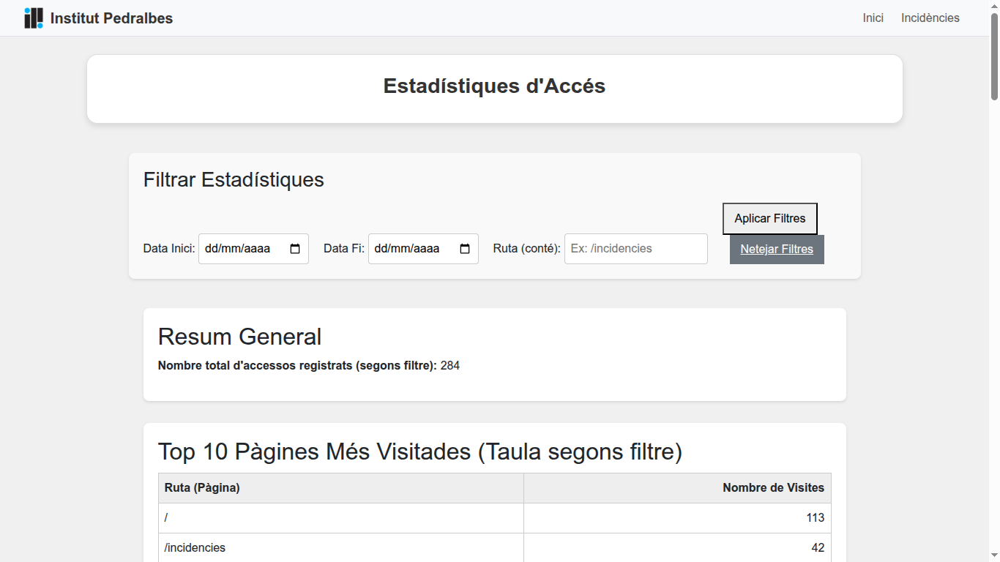 Institut Pedralbes
Inici
Incidències
Estadístiques d'Accés
Filtrar Estadístiques
Data Inici: dd/mm/aaaa Data Fi: dd/mm/aaaa Ruta (conté): Ex: /incidencies
Aplicar Filtres
Netejar Filtres
Resum General
Nombre total d'accessos registrats (segons filtre): 284
Top 10 Pàgines Més Visitades (Taula segons filtre)
Ruta (Pàgina) Nombre de Visites
/ 113
/incidencies 42